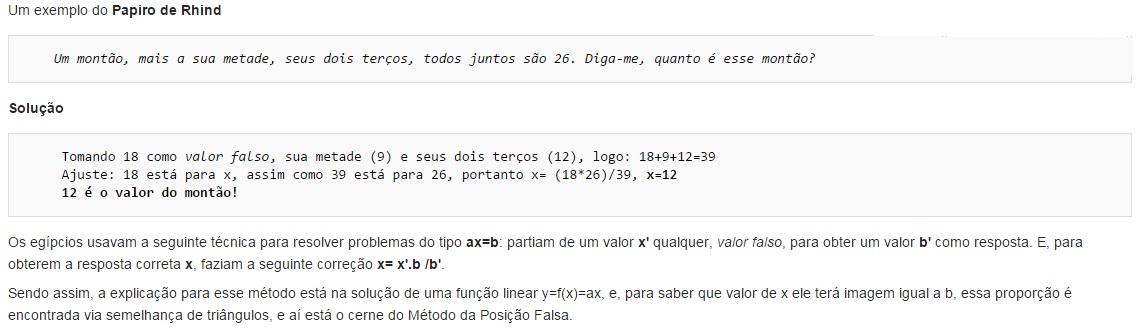 Um exemplo do Papiro de Rhind
Um montão, mais a sua metade, seus dois terços, todos juntos são 26. Diga-me, quanto é esse montão?
Solução
Tomando 18 como valor falso, sua metade (9) e seus dois terços (12), logo: 18+9+12=39
Ajuste: 18 está para x, assim como 39 está para 26, portanto x= (18*26)/39, x=12
12 é o valor do montão!
Os egípcios usavam a seguinte técnica para resolver problemas do tipo ax=b: partiam de um valor x' qualquer, valor falso, para obter um valor b' como resposta. E, para
obterem a resposta correta x, faziam a seguinte correção x= x'.b /b'.
Sendo assim, a explicação para esse método está na solução de uma função linear y=f(x)=ax, e, para saber que valor de x ele terá imagem igual a b, essa proporção é
encontrada via semelhança de triângulos, e aí está o cerne do Método da Posição Falsa.